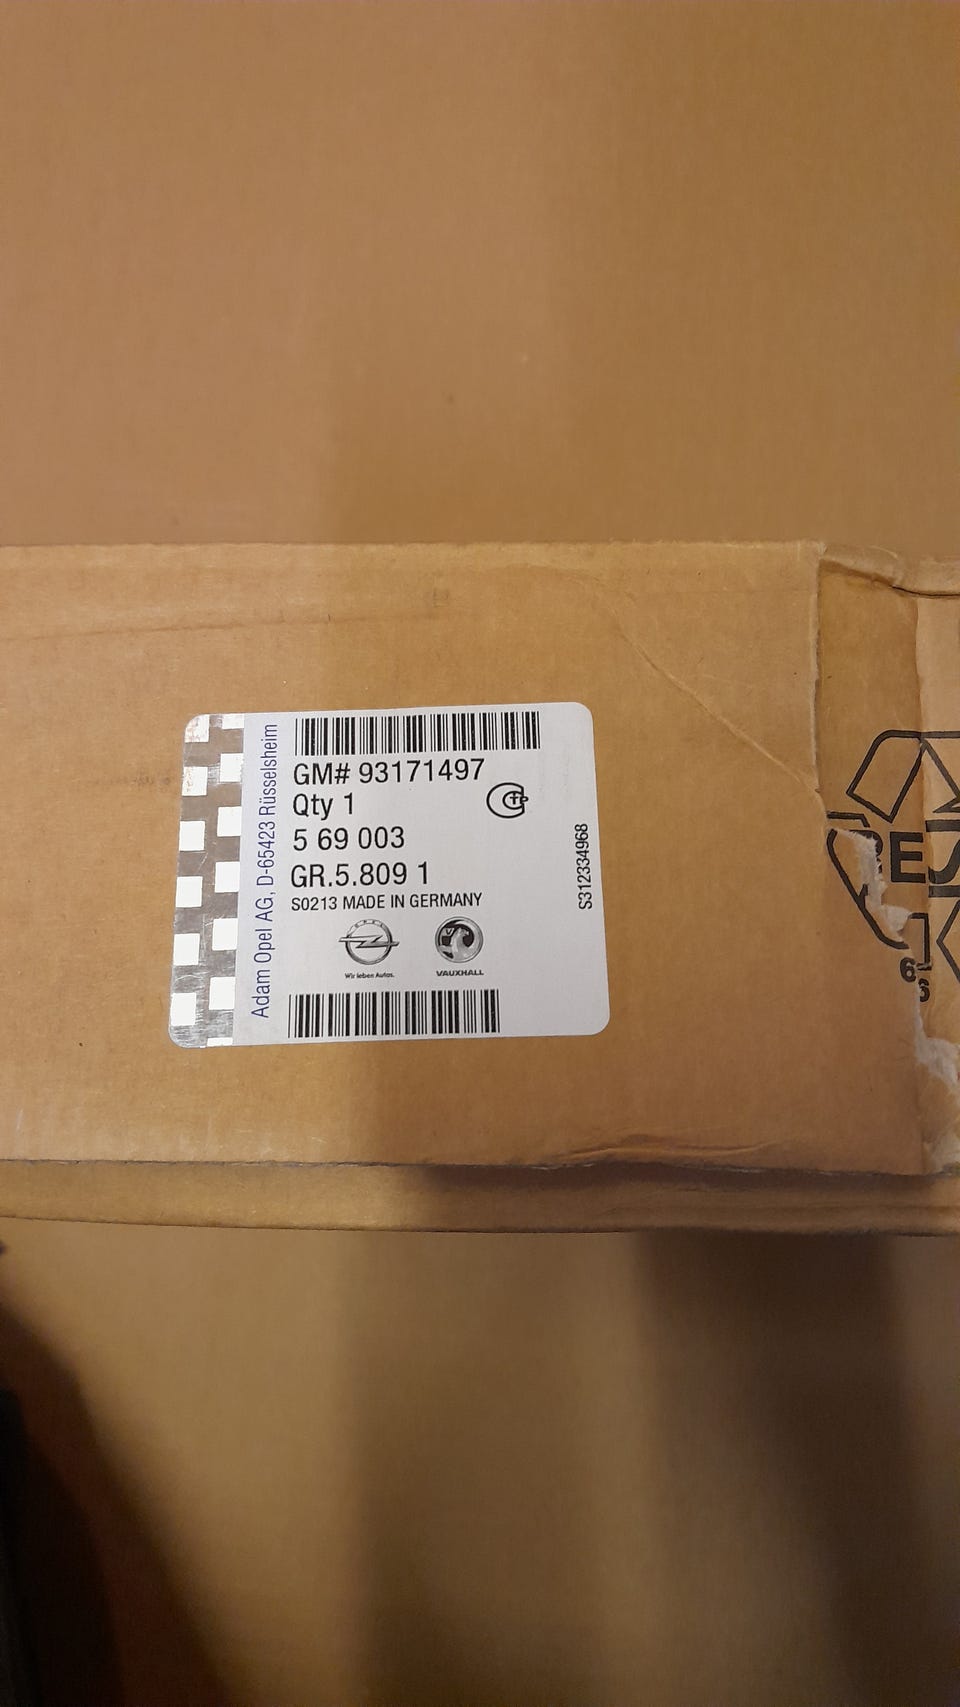 Adam Opel AG, D-65423 Rüsselsheim
GM# 93171497
Qty 1
5 69 003
GR.5.809 1
S0213 MADE IN GERMANY
Wir leben Autos.
VAUXHALL
S312334968
RES